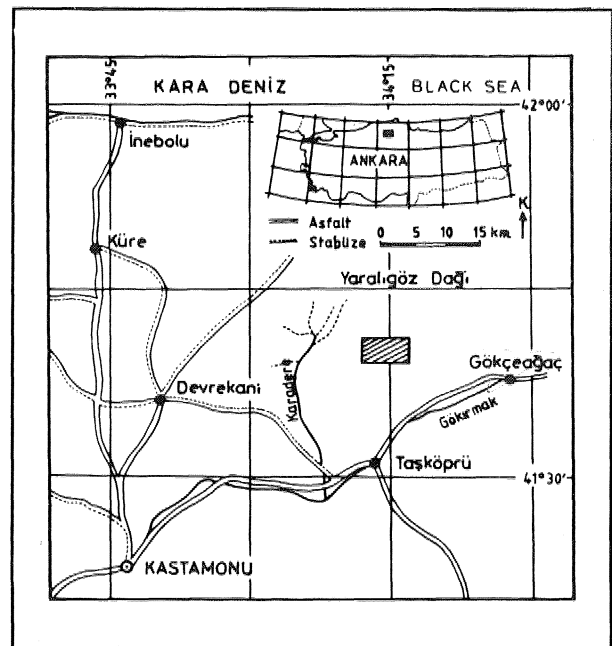 33°45'
KARA DENİZ
34°15'
BLACK SEA
42°00'
İnebolu
ANKARA
K
Asfalt
Stabilize
0 5 10 15 km.
Küre
Yaralıgöz Dağı
Gökçeağaç
Karadere
Devrekani
Gökırmak
Taşköprü
41°30'
KASTAMONU